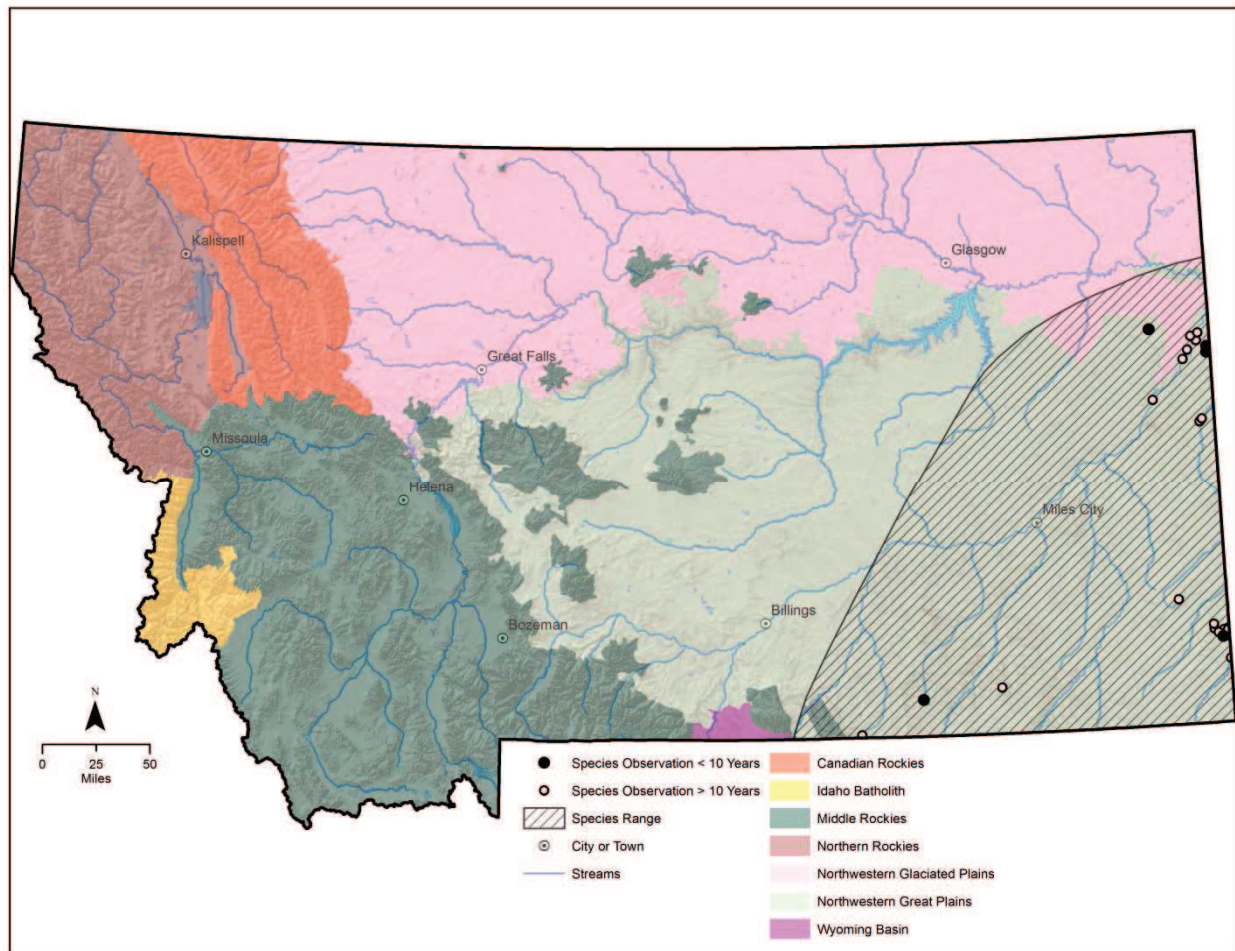 Kalispell
Glasgow
Great Falls
Missoula
Helena
Miles City
Billings
Bozeman
N
0 25 50
Miles
Species Observation < 10 Years
Species Observation > 10 Years
Species Range
City or Town
Streams
Canadian Rockies
Idaho Batholith
Middle Rockies
Northern Rockies
Northwestern Glaciated Plains
Northwestern Great Plains
Wyoming Basin